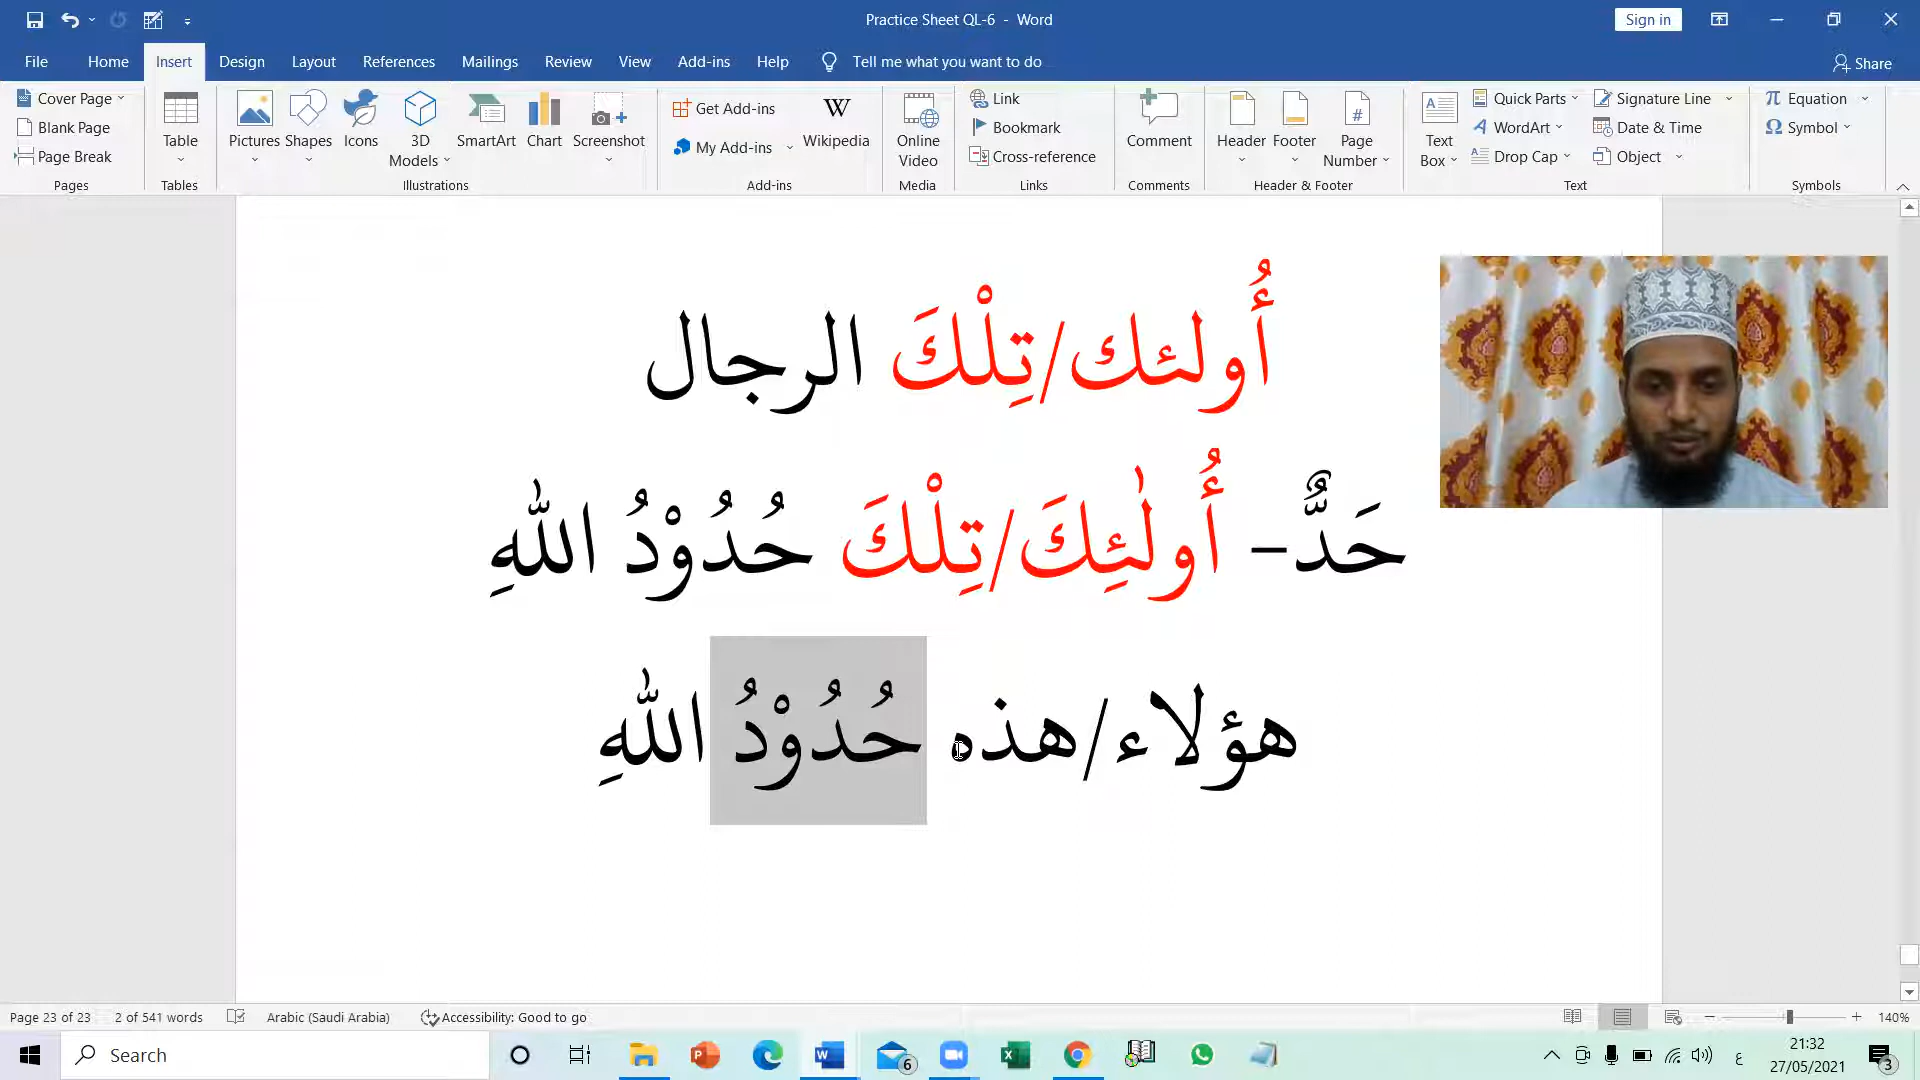 Practice Sheet QL-6 - Word
Sign in
File Home Insert Design Layout References Mailings Review View Add-ins Help Tell me what you want to do Share
Cover Page
Blank Page
Page Break
Pages
Table
Tables
Pictures Shapes Icons 3D Models SmartArt Chart Screenshot
Illustrations
Get Add-ins
My Add-ins
Wikipedia
Add-ins
Online Video
Media
Link
Bookmark
Cross-reference
Links
Comment
Comments
Header Footer Page Number
Header & Footer
Text Box
Quick Parts
WordArt
Drop Cap
Signature Line
Date & Time
Object
Text
Equation
Symbol
Symbols
أُولئك/تِلْكَ الرجال
حَدٌّ- أُولٰئِكَ/تِلْكَ حُدُوْدُ اللهِ
هؤلاء/هذه حُدُوْدُ اللهِ
Page 23 of 23 2 of 541 words Arabic (Saudi Arabia) Accessibility: Good to go 140%
Search
6
ع
21:32
27/05/2021
3